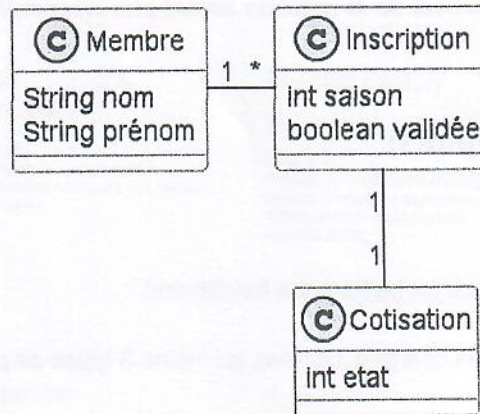 C Membre
String nom
String prénom
1 *
C Inscription
int saison
boolean validée
1
1
C Cotisation
int etat